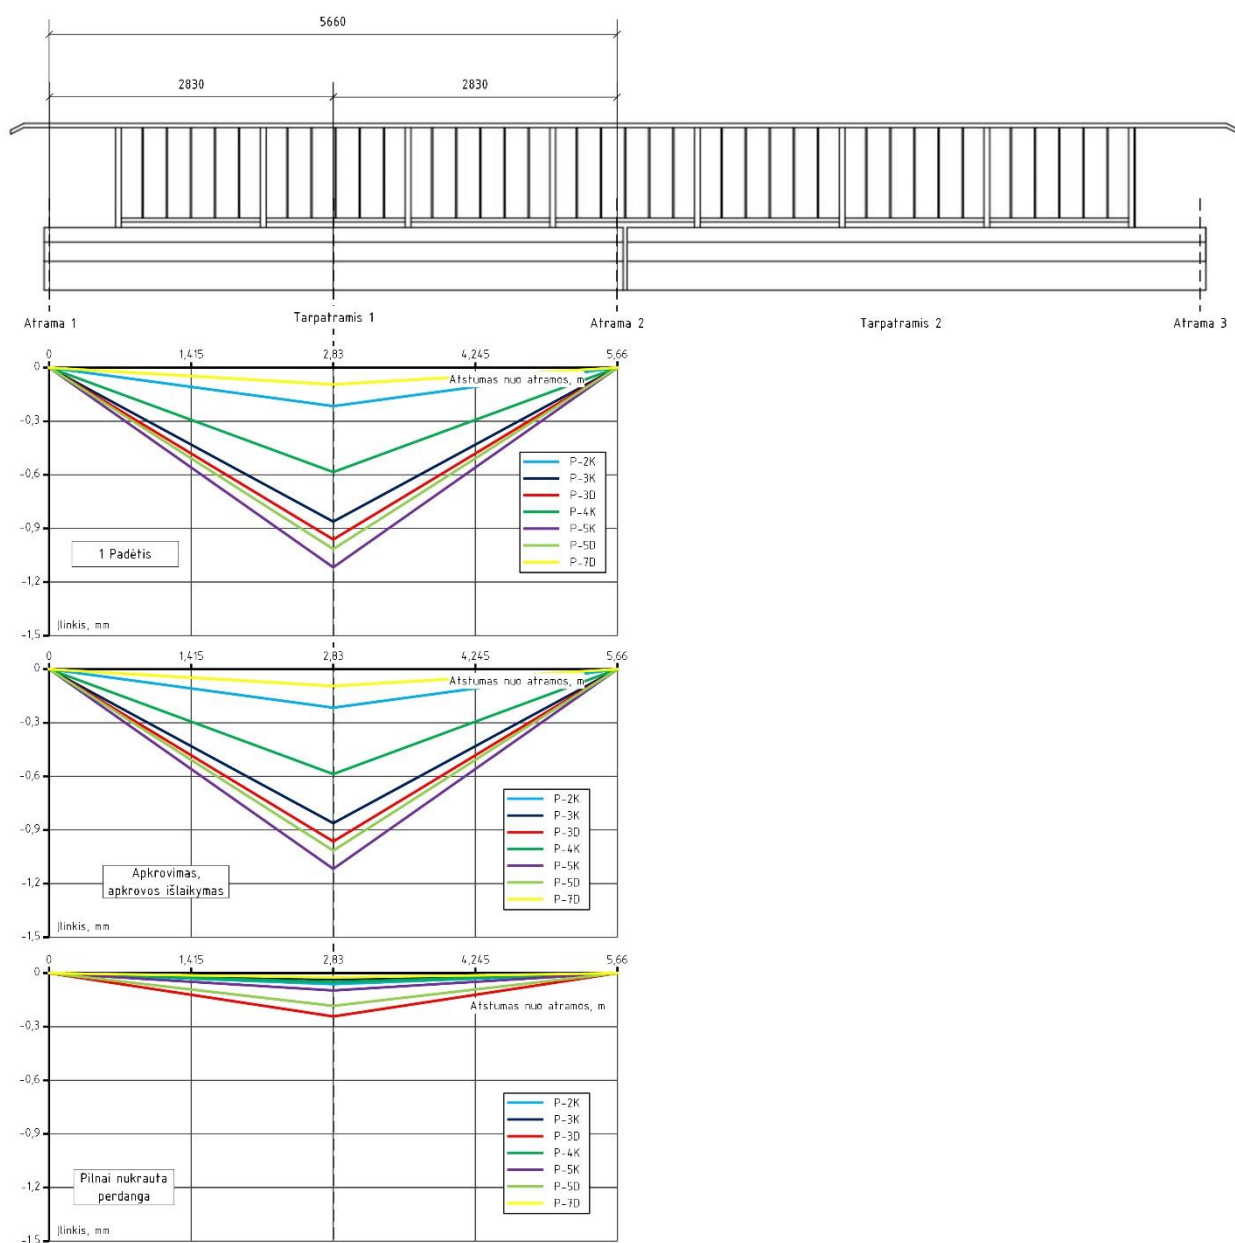 5660
2830 2830
Atrama 1 Tarpatramis 1 Atrama 2 Tarpatramis 2 Atrama 3
0 1,415 2,83 4,245 5,66
0
Atstumas nuo atramos, m
-0,3
-0,6
-0,9
-1,2
-1,5
P-2K
P-3K
P-3D
P-4K
P-5K
P-5D
P-7D
1 Padėtis
Įlinkis, mm
0 1,415 2,83 4,245 5,66
0
Atstumas nuo atramos, m
-0,3
-0,6
-0,9
-1,2
-1,5
P-2K
P-3K
P-3D
P-4K
P-5K
P-5D
P-7D
Apkrovimas,
apkrovos išlaikymas
Įlinkis, mm
0 1,415 2,83 4,245 5,66
0
Atstumas nuo atramos, m
-0,3
-0,6
-0,9
-1,2
-1,5
P-2K
P-3K
P-3D
P-4K
P-5K
P-5D
P-7D
Pilnai nukrauta
perdanga
Įlinkis, mm